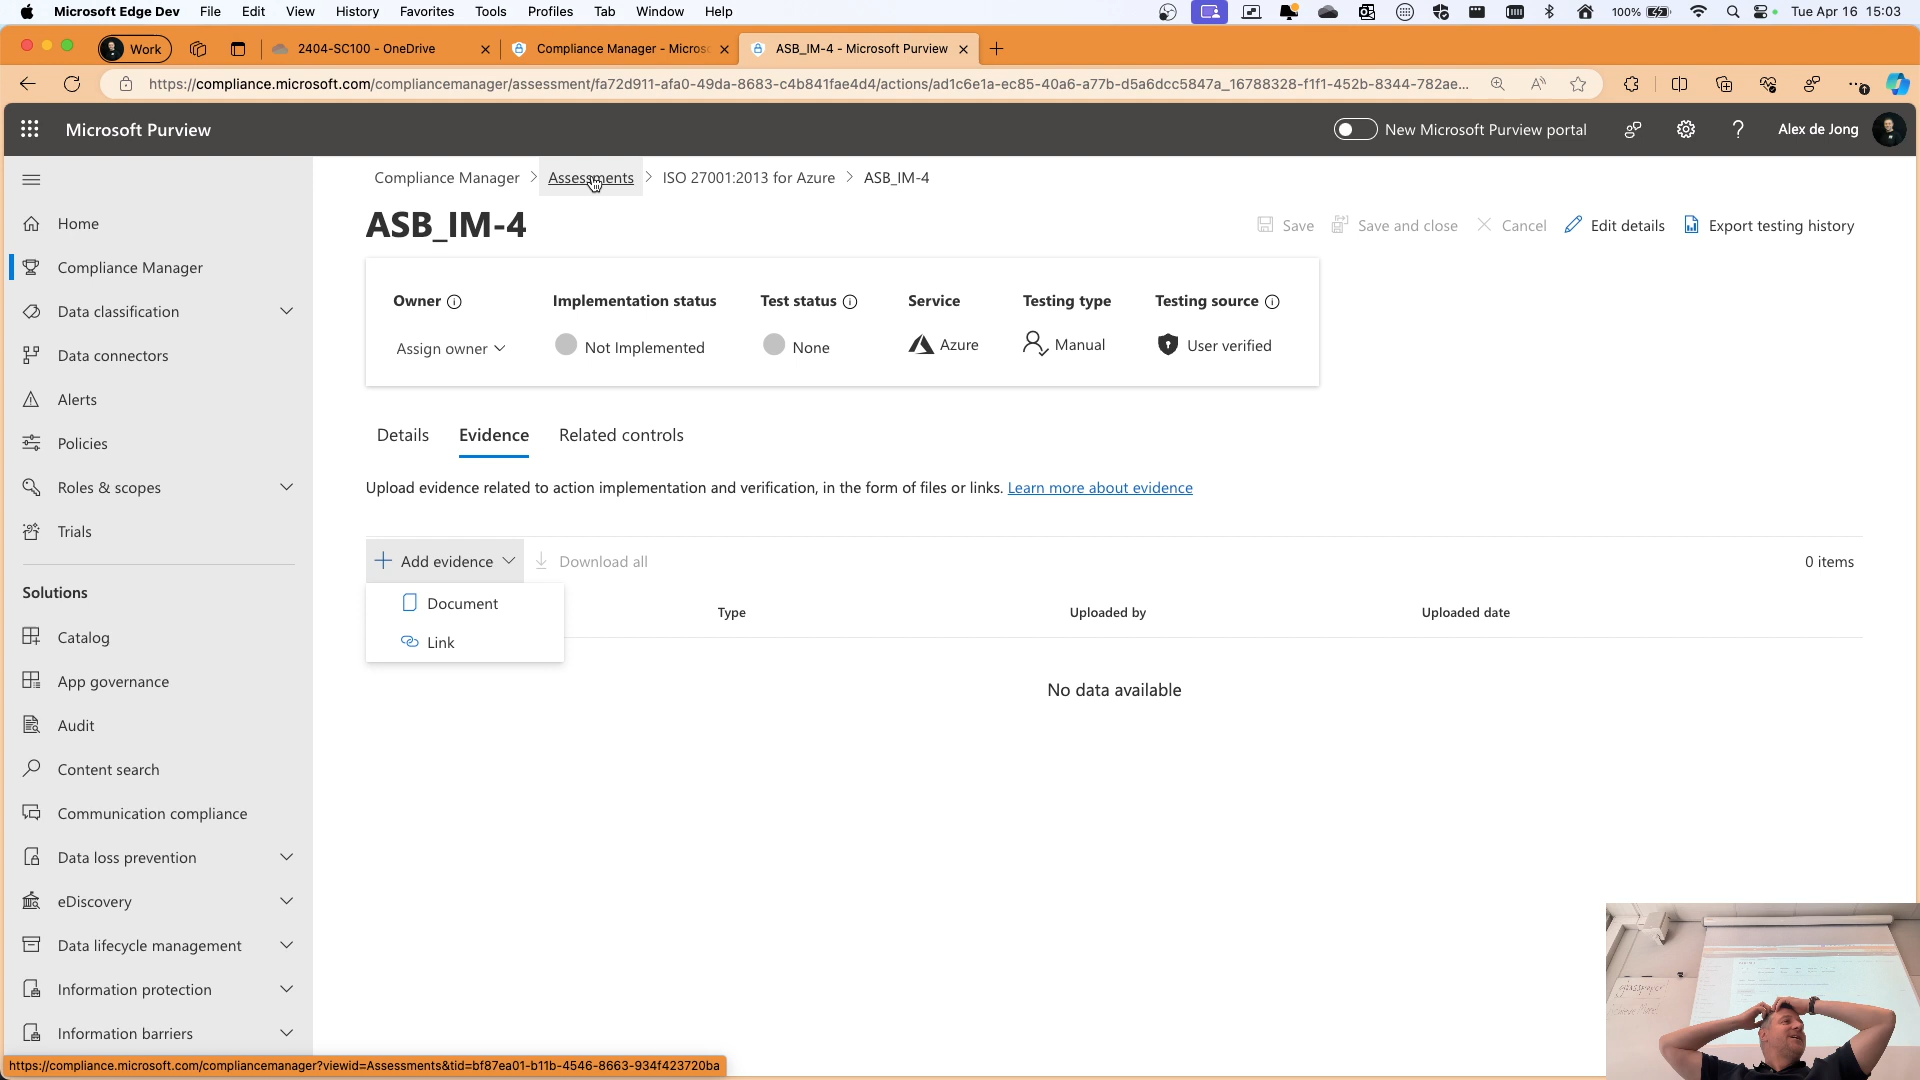 Microsoft Edge Dev File Edit View History Favorites Tools Profiles Tab Window Help 100% Tue Apr 16 15:03
Work 2404-SC100 - OneDrive Compliance Manager - Micros ASB_IM-4 - Microsoft Purview
https://compliance.microsoft.com/compliancemanager/assessment/fa72d911-afa0-49da-8683-c4b841fae4d4/actions/ad1c6e1a-ec85-40a6-a77b-d5a6dcc5847a_16788328-f1f1-452b-8344-782ae...
Microsoft Purview New Microsoft Purview portal Alex de Jong
Compliance Manager > Assessments > ISO 27001:2013 for Azure > ASB_IM-4
ASB_IM-4
Save Save and close Cancel Edit details Export testing history
Owner Implementation status Test status Service Testing type Testing source
Assign owner Not Implemented None Azure Manual User verified
Details Evidence Related controls
Upload evidence related to action implementation and verification, in the form of files or links. Learn more about evidence
Add evidence Download all 0 items
Document
Link
Type Uploaded by Uploaded date
No data available
Home
Compliance Manager
Data classification
Data connectors
Alerts
Policies
Roles & scopes
Trials
Solutions
Catalog
App governance
Audit
Content search
Communication compliance
Data loss prevention
eDiscovery
Data lifecycle management
Information protection
Information barriers
https://compliance.microsoft.com/compliancemanager?viewid=Assessments&tid=bf87ea01-b11b-4546-8663-934f423720ba